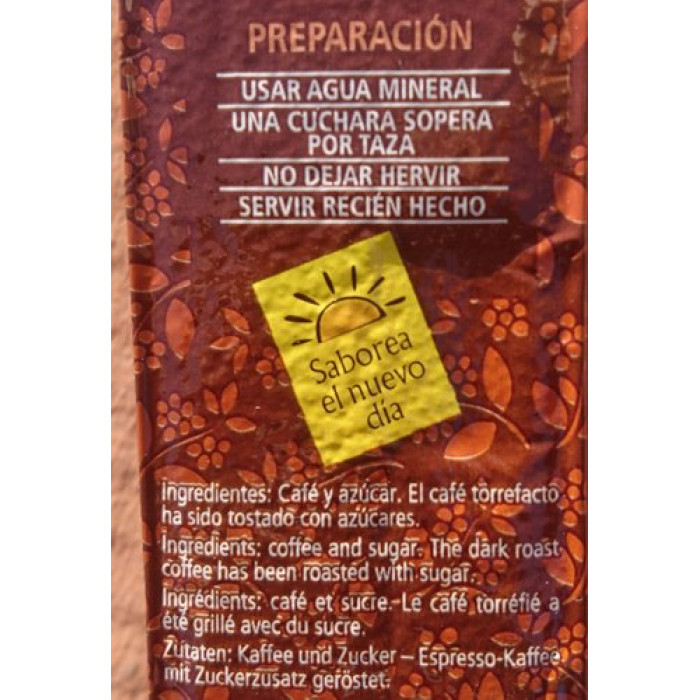 PREPARACIÓN
USAR AGUA MINERAL
UNA CUCHARA SOPERA
POR TAZA
NO DEJAR HERVIR
SERVIR RECIÉN HECHO
Saborea
el nuevo
día
Ingredientes: Café y azúcar. El café torrefacto
ha sido tostado con azúcares.
Ingredients: coffee and sugar. The dark roast
coffee has been roasted with sugar.
Ingrédients: café et sucre. Le café torréfié a
été grillé avec du sucre.
Zutaten: Kaffee und Zucker – Espresso-Kaffee
mit Zuckerzusatz geröstet.